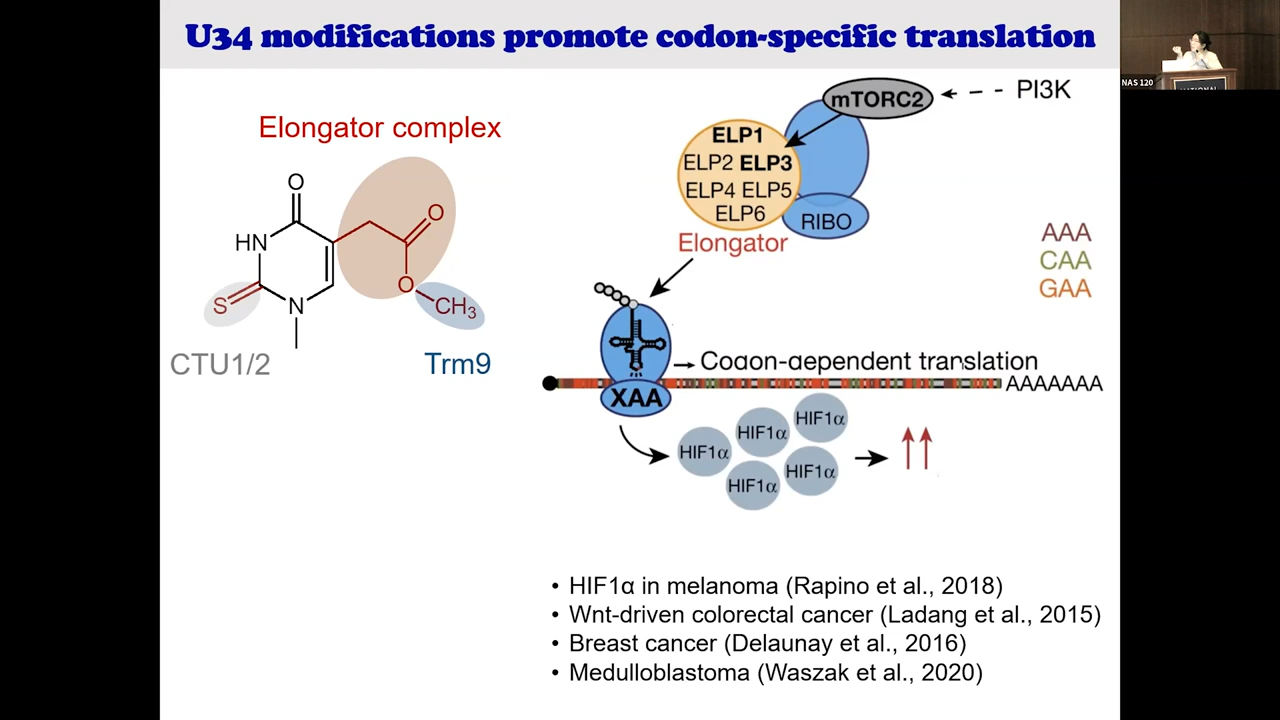 U34 modifications promote codon-specific translation
NAS 120
NATIONAL
Elongator complex
O
HN
O
O
S
N
CH3
CTU1/2
Trm9
mTORC2
PI3K
ELP1
ELP2 ELP3
ELP4 ELP5
ELP6
RIBO
Elongator
AAA
CAA
GAA
Codon-dependent translation
XAA
AAAAAAA
HIF1α
HIF1α
HIF1α
HIF1α
HIF1α
• HIF1α in melanoma (Rapino et al., 2018)
• Wnt-driven colorectal cancer (Ladang et al., 2015)
• Breast cancer (Delaunay et al., 2016)
• Medulloblastoma (Waszak et al., 2020)